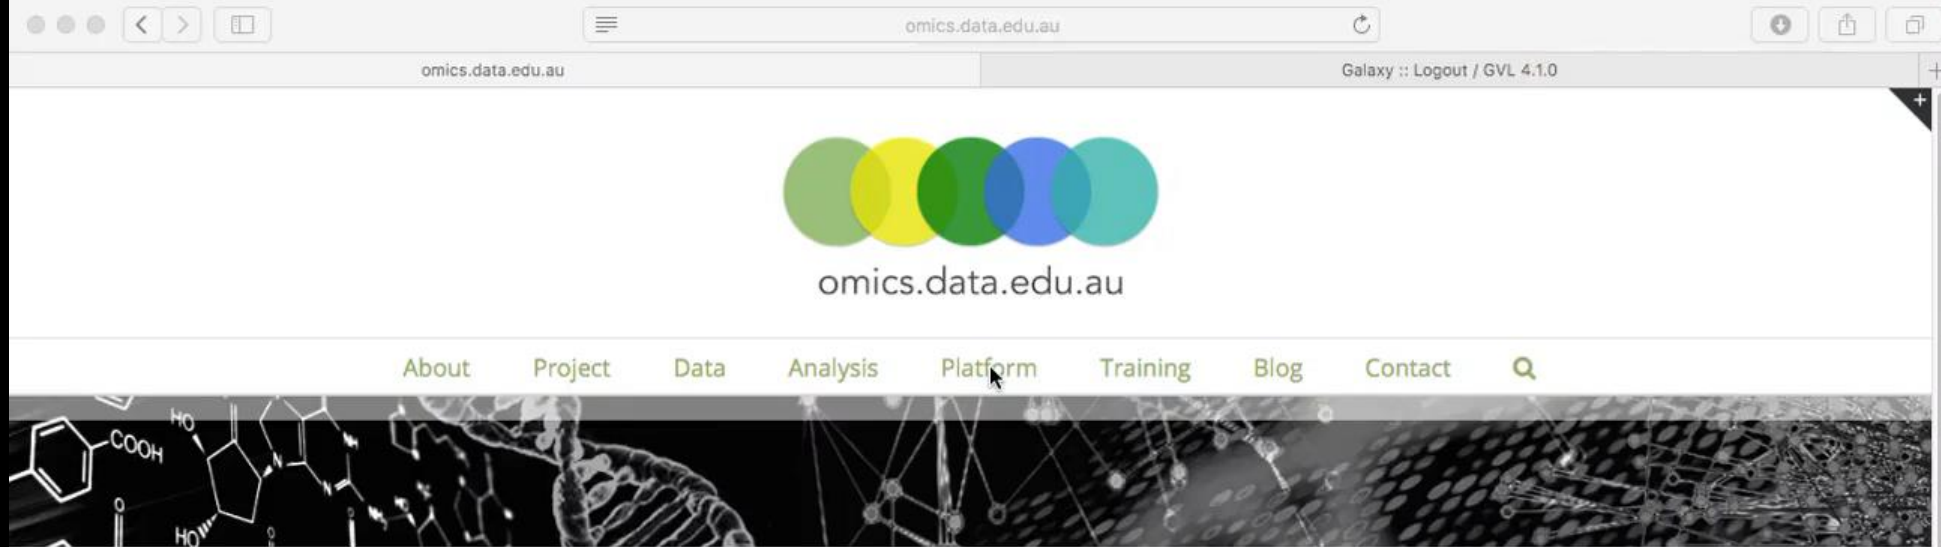 omics.data.edu.au
omics.data.edu.au
Galaxy :: Logout / GVL 4.1.0
+
+
omics.data.edu.au
About Project Data Analysis Platform Training Blog Contact
HO
COOH
NH
N
N
O
HO